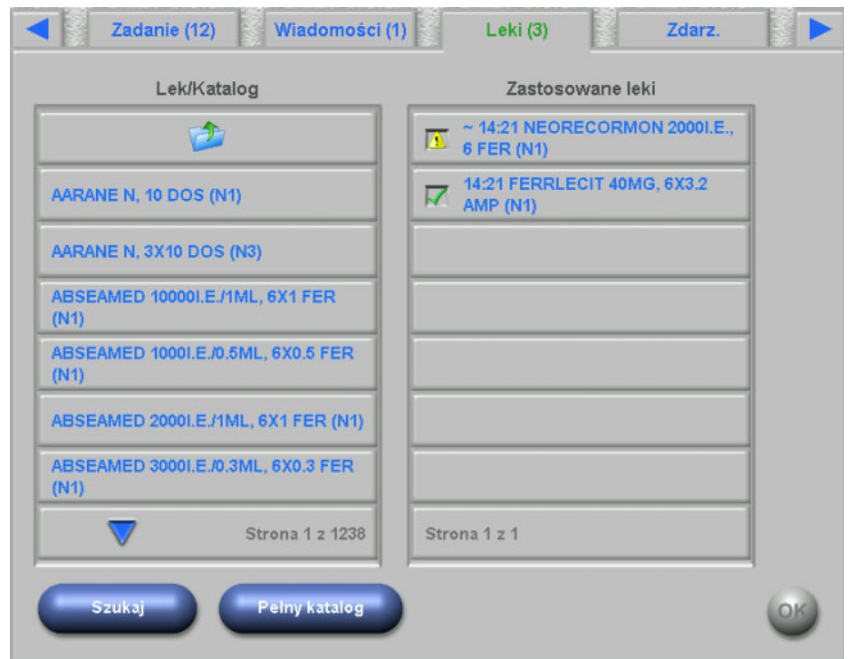 Zadanie (12)
Wiadomości (1)
Leki (3)
Zdarz.
Lek/Katalog
Zastosowane leki
~ 14:21 NEORECORMON 2000I.E.,
6 FER (N1)
AARANE N, 10 DOS (N1)
14:21 FERRLECIT 40MG, 6X3.2
AMP (N1)
AARANE N, 3X10 DOS (N3)
ABSEAMED 10000I.E./1ML, 6X1 FER
(N1)
ABSEAMED 1000I.E./0.5ML, 6X0.5 FER
(N1)
ABSEAMED 2000I.E./1ML, 6X1 FER (N1)
ABSEAMED 3000I.E./0.3ML, 6X0.3 FER
(N1)
Strona 1 z 1238
Strona 1 z 1
Szukaj
Pełny katalog
OK